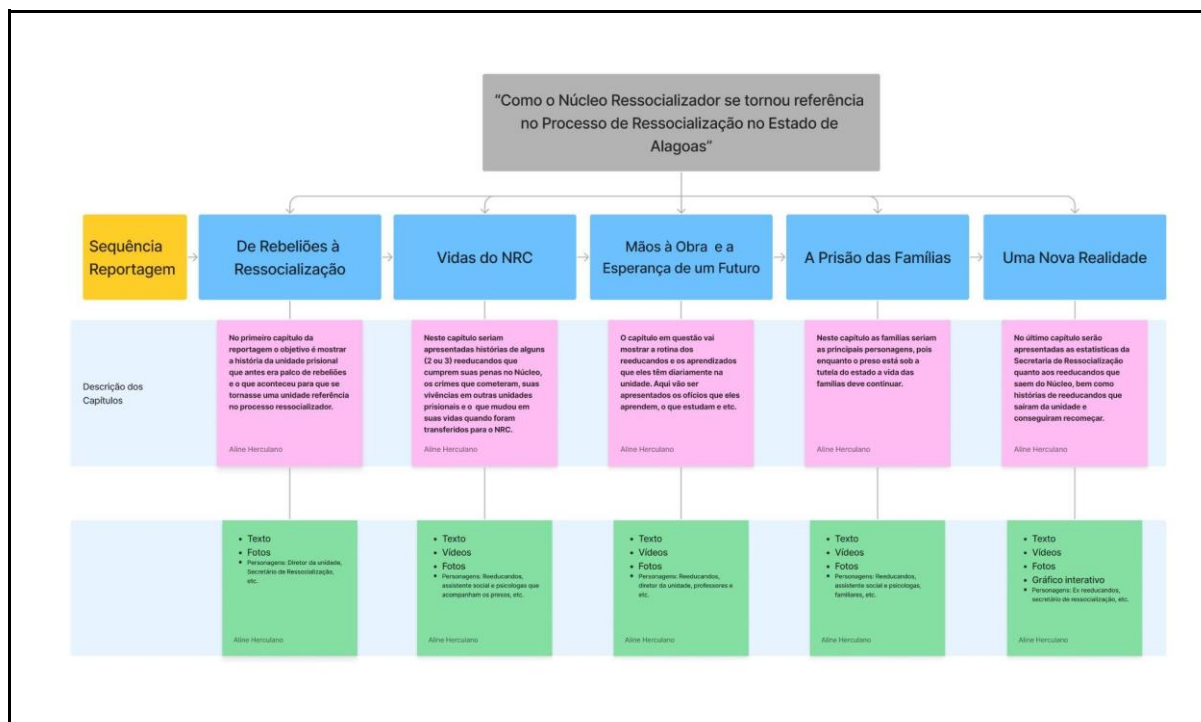 “Como o Núcleo Ressocializador se tornou referência
no Processo de Ressocialização no Estado de
Alagoas”
Sequência
Reportagem
De Rebeliões à
Ressocialização
Vidas do NRC
Mãos à Obra e a
Esperança de um Futuro
A Prisão das Famílias
Uma Nova Realidade
Descrição dos
Capítulos
No primeiro capítulo da
reportagem o objetivo é mostrar
a história da unidade prisional
que antes era palco de rebeliões
e o que aconteceu para que se
tornasse uma unidade referência
no processo ressocializador.
Aline Herculano
Neste capítulo seriam
apresentadas histórias de alguns
(2 ou 3) reeducandos que
cumprem suas penas no Núcleo,
os crimes que cometeram, suas
vivências em outras unidades
prisionais e o que mudou em
suas vidas quando foram
transferidos para o NRC.
Aline Herculano
O capítulo em questão vai
mostrar a rotina dos
reeducandos e os aprendizados
que eles têm diariamente na
unidade. Aqui vão ser
apresentados os ofícios que eles
aprendem, o que estudam e etc.
Aline Herculano
Neste capítulo as famílias seriam
as principais personagens, pois
enquanto o preso está sob a
tutela do estado a vida das
famílias deve continuar.
Aline Herculano
No último capítulo serão
apresentadas as estatísticas da
Secretaria de Ressocialização
quanto aos reeducandos que
saem do Núcleo, bem como
histórias de reeducandos que
saíram da unidade e
conseguiram recomeçar.
Aline Herculano
• Texto
• Fotos
• Personagens: Diretor da unidade,
Secretário de Ressocialização,
etc.
Aline Herculano
• Texto
• Vídeos
• Fotos
• Personagens: Reeducandos,
assistente social e psicologas que
acompanham os presos, etc.
Aline Herculano
• Texto
• Vídeos
• Fotos
• Personagens: Reeducandos,
diretor da unidade, professores e
etc.
Aline Herculano
• Texto
• Vídeos
• Fotos
• Personagens: Reeducandos,
assistente social e psicologas,
familiares, etc.
Aline Herculano
• Texto
• Vídeos
• Fotos
• Gráfico interativo
• Personagens: Ex reeducandos,
secretário de ressocialização, etc.
Aline Herculano